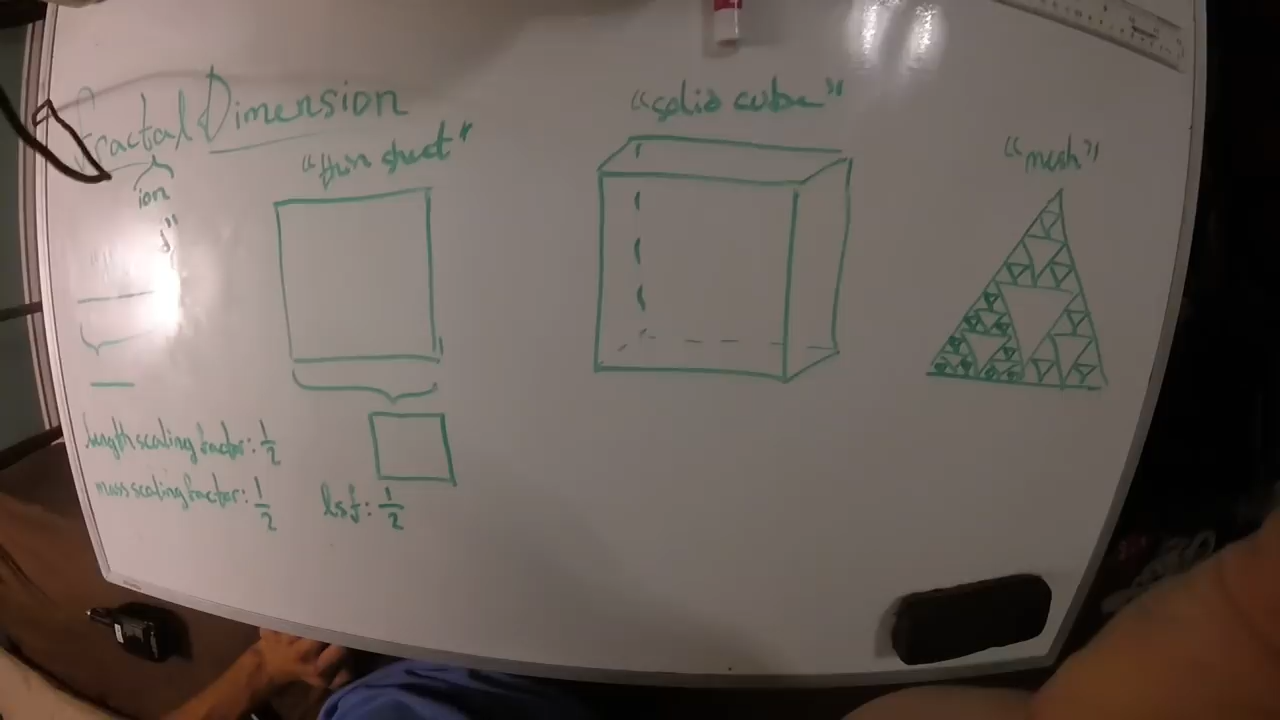 Fractal Dimension
ion
"thin sheet"
"solid cube"
"mesh"
length scaling factor: 1/2
mass scaling factor: 1/2
lsf: 1/2